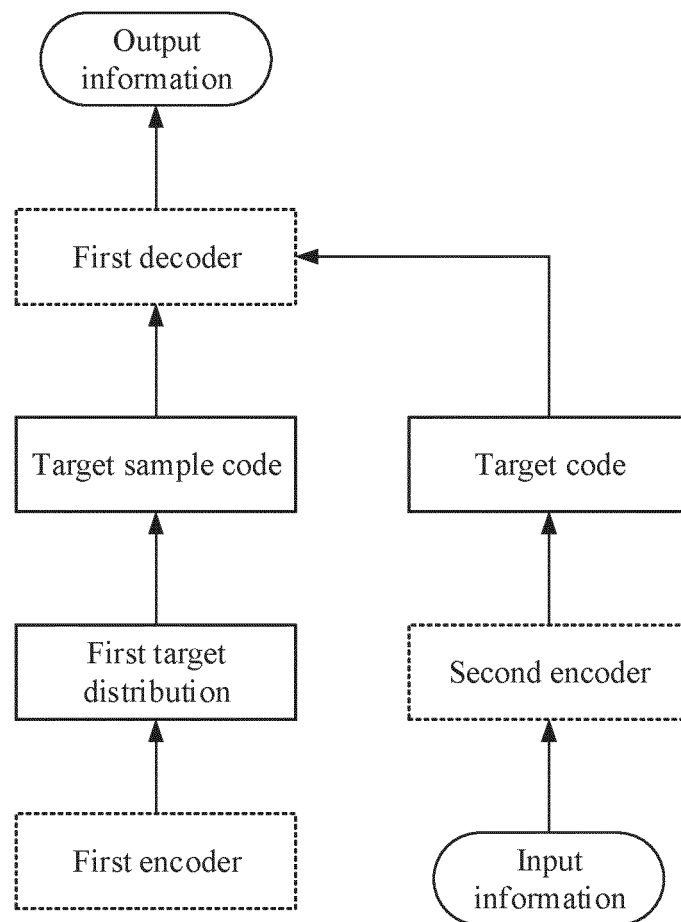 Output
information
First decoder
Target sample code
Target code
First target
distribution
Second encoder
First encoder
Input
information